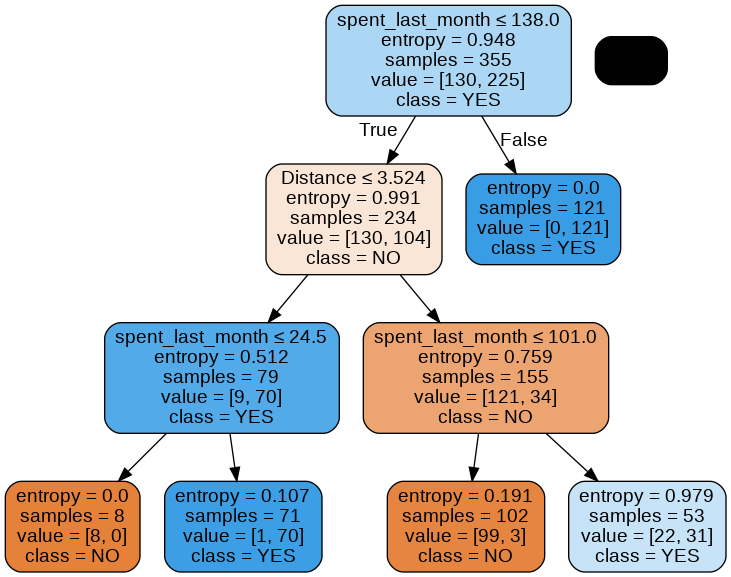 spent_last_month ≤ 138.0
entropy = 0.948
samples = 355
value = [130, 225]
class = YES
True
False
Distance ≤ 3.524
entropy = 0.991
samples = 234
value = [130, 104]
class = NO
entropy = 0.0
samples = 121
value = [0, 121]
class = YES
spent_last_month ≤ 24.5
entropy = 0.512
samples = 79
value = [9, 70]
class = YES
spent_last_month ≤ 101.0
entropy = 0.759
samples = 155
value = [121, 34]
class = NO
entropy = 0.0
samples = 8
value = [8, 0]
class = NO
entropy = 0.107
samples = 71
value = [1, 70]
class = YES
entropy = 0.191
samples = 102
value = [99, 3]
class = NO
entropy = 0.979
samples = 53
value = [22, 31]
class = YES